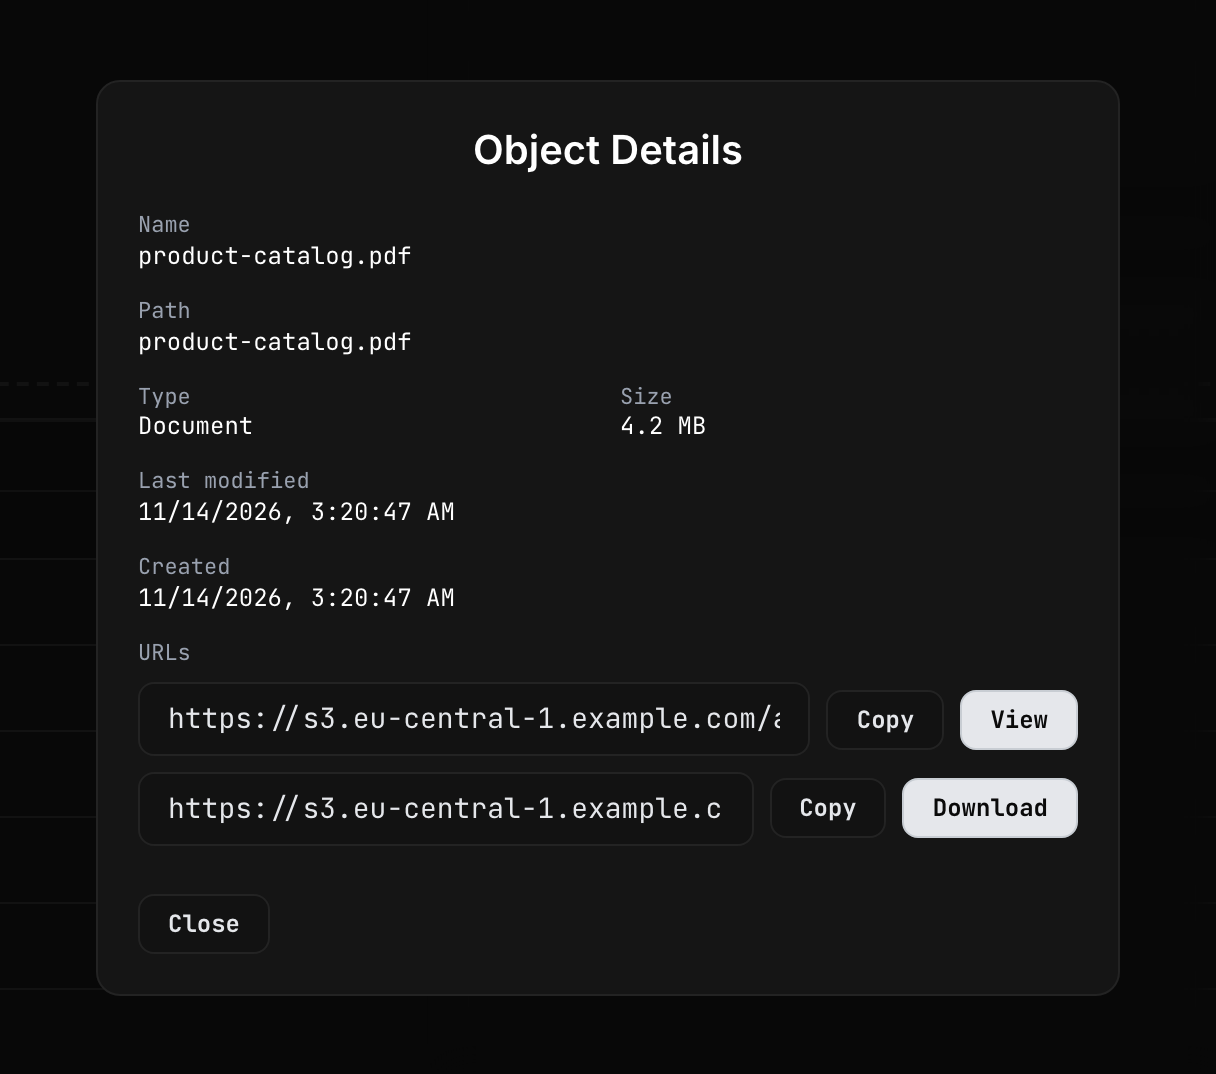 Object Details
Name
product-catalog.pdf
Path
product-catalog.pdf
Type
Document
Size
4.2 MB
Last modified
11/14/2026, 3:20:47 AM
Created
11/14/2026, 3:20:47 AM
URLs
https://s3.eu-central-1.example.com/a Copy View
https://s3.eu-central-1.example.c Copy Download
Close